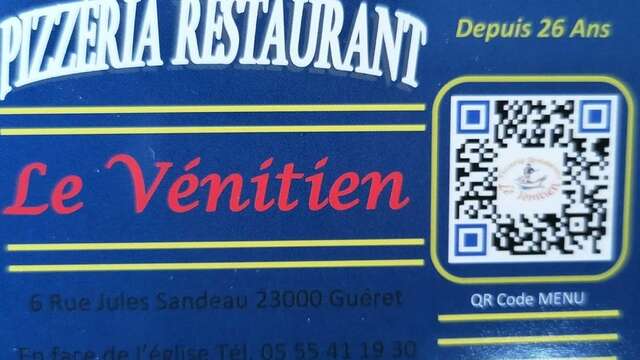 PIZZERIA RESTAURANT
Depuis 26 Ans
Le Vénitien
QR Code MENU
6 Rue Jules Sandeau 23000 Guéret
En face de l'église Tél. 05 55 41 19 30